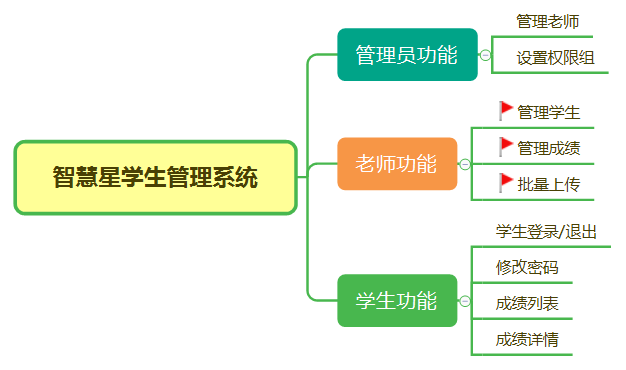 智慧星学生管理系统
管理员功能
管理老师
设置权限组
老师功能
管理学生
管理成绩
批量上传
学生功能
学生登录/退出
修改密码
成绩列表
成绩详情